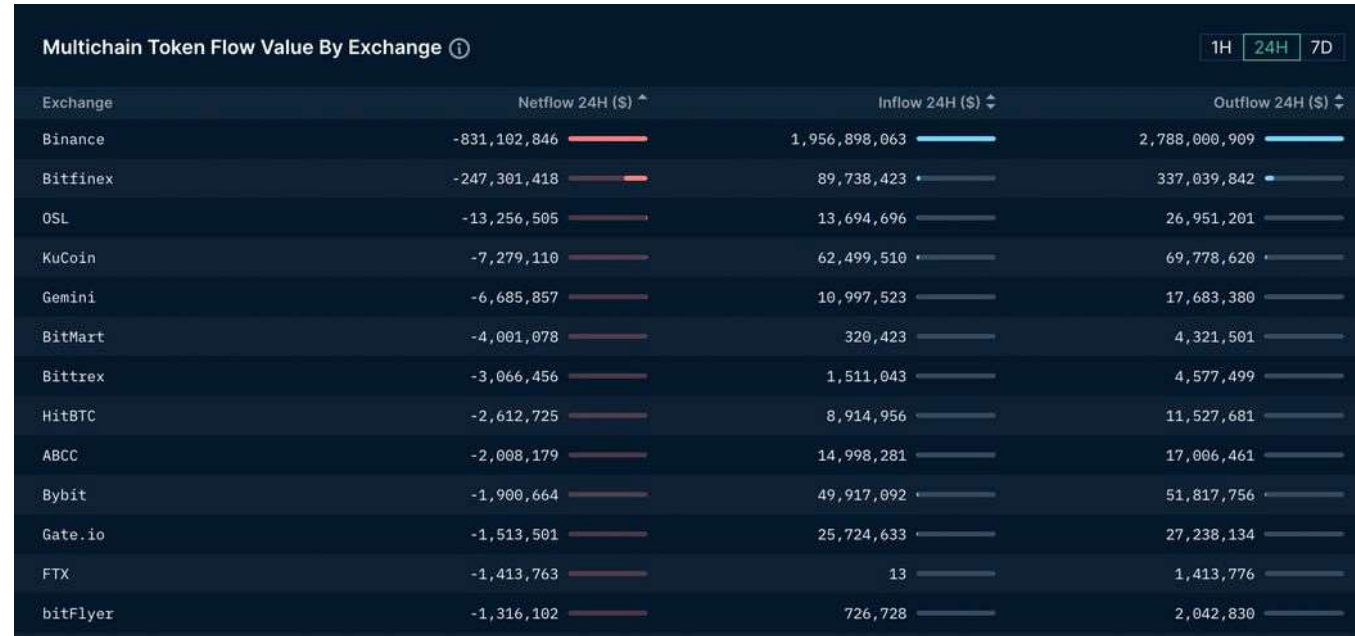 Multichain Token Flow Value By Exchange
1H 24H 7D
Exchange Netflow 24H ($) Inflow 24H ($) Outflow 24H ($)
Binance -831,102,846 1,956,898,063 2,788,000,909
Bitfinex -247,301,418 89,738,423 337,039,842
OSL -13,256,505 13,694,696 26,951,201
KuCoin -7,279,110 62,499,510 69,778,620
Gemini -6,685,857 10,997,523 17,683,380
BitMart -4,001,078 320,423 4,321,501
Bittrex -3,066,456 1,511,043 4,577,499
HitBTC -2,612,725 8,914,956 11,527,681
ABCC -2,008,179 14,998,281 17,006,461
Bybit -1,900,664 49,917,092 51,817,756
Gate.io -1,513,501 25,724,633 27,238,134
FTX -1,413,763 13 1,413,776
bitFlyer -1,316,102 726,728 2,042,830